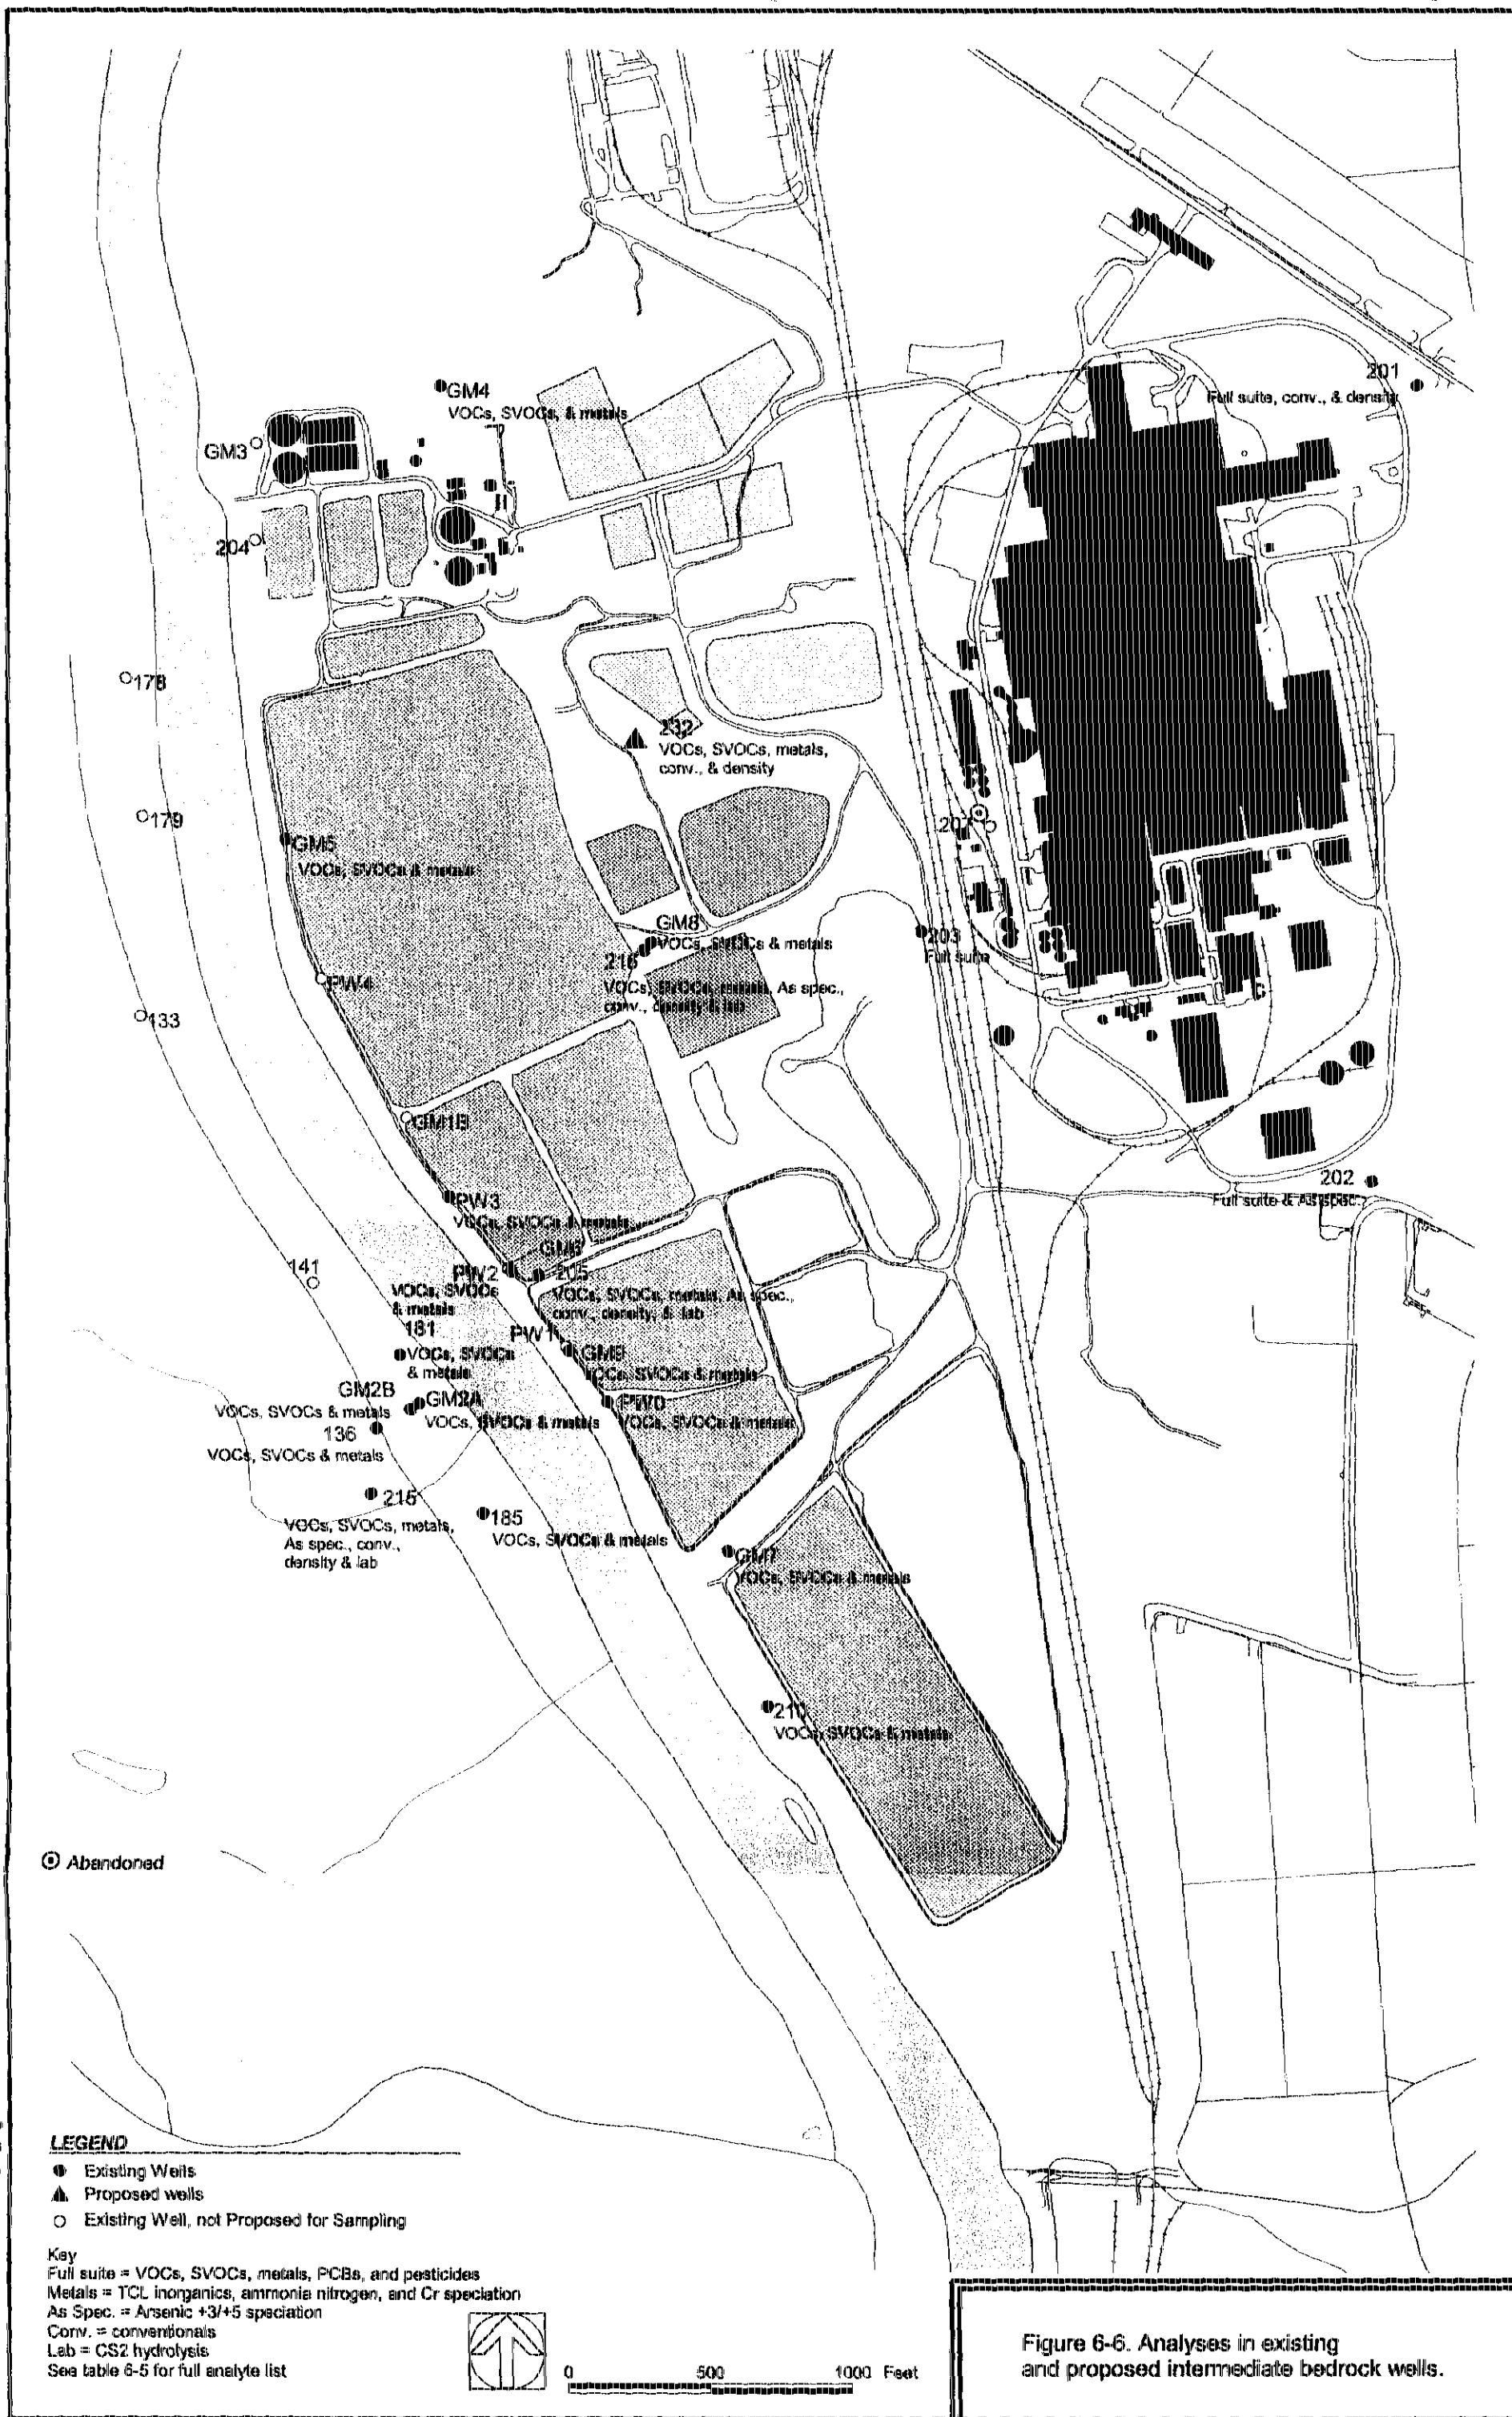 GM4
VOCs, SVOCs, & metals
201
Full suite, conv., & density
GM3
204
178
232
VOCs, SVOCs, metals,
conv., & density
179
GM5
VOCs, SVOCs & metals
207
GM8
VOCs, SVOCs & metals
203
Full suite
216
VOCs, SVOCs, metals, As spec.,
conv., density & lab
PW4
133
GM1B
202
Full suite & As spec.
PW3
VOCs, SVOCs & metals
GM6
PW2
VOCs, SVOCs
& metals
205
VOCs, SVOCs, metals, As spec.,
conv., density, & lab
141
181
VOCs, SVOCs
& metals
PW1
GM9
VOCs, SVOCs & metals
GM2B
VOCs, SVOCs & metals
GM2A
VOCs, SVOCs & metals
PW0
VOCs, SVOCs & metals
136
VOCs, SVOCs & metals
215
VOCs, SVOCs, metals,
As spec., conv.,
density & lab
185
VOCs, SVOCs & metals
GM7
VOCs, SVOCs & metals
210
VOCs, SVOCs & metals
Abandoned
LEGEND
Existing Wells
Proposed wells
Existing Well, not Proposed for Sampling
Key
Full suite = VOCs, SVOCs, metals, PCBs, and pesticides
Metals = TCL inorganics, ammonia nitrogen, and Cr speciation
As Spec. = Arsenic +3/+5 speciation
Conv. = conventionals
Lab = CS2 hydrolysis
See table 6-5 for full analyte list
0 500 1000 Feet
Figure 6-6. Analyses in existing
and proposed intermediate bedrock wells.